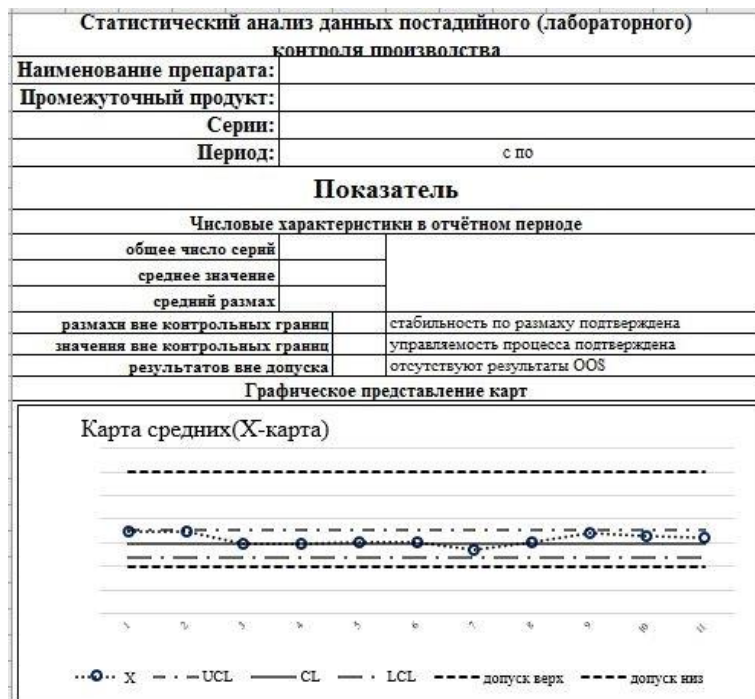 Статистический анализ данных постадийного (лабораторного)
контроля производства
Наименование препарата:
Промежуточный продукт:
Серии:
Период: с по
Показатель
Числовые характеристики в отчётном периоде
общее число серий
среднее значение
средний размах
размахи вне контрольных границ стабильность по размаху подтверждена
значения вне контрольных границ управляемость процесса подтверждена
результатов вне допуска отсутствуют результаты OOS
Графическое представление карт
Карта средних(X-карта)
1 2 3 4 5 6 7 8 9 10 11
X UCL CL LCL допуск верх допуск низ